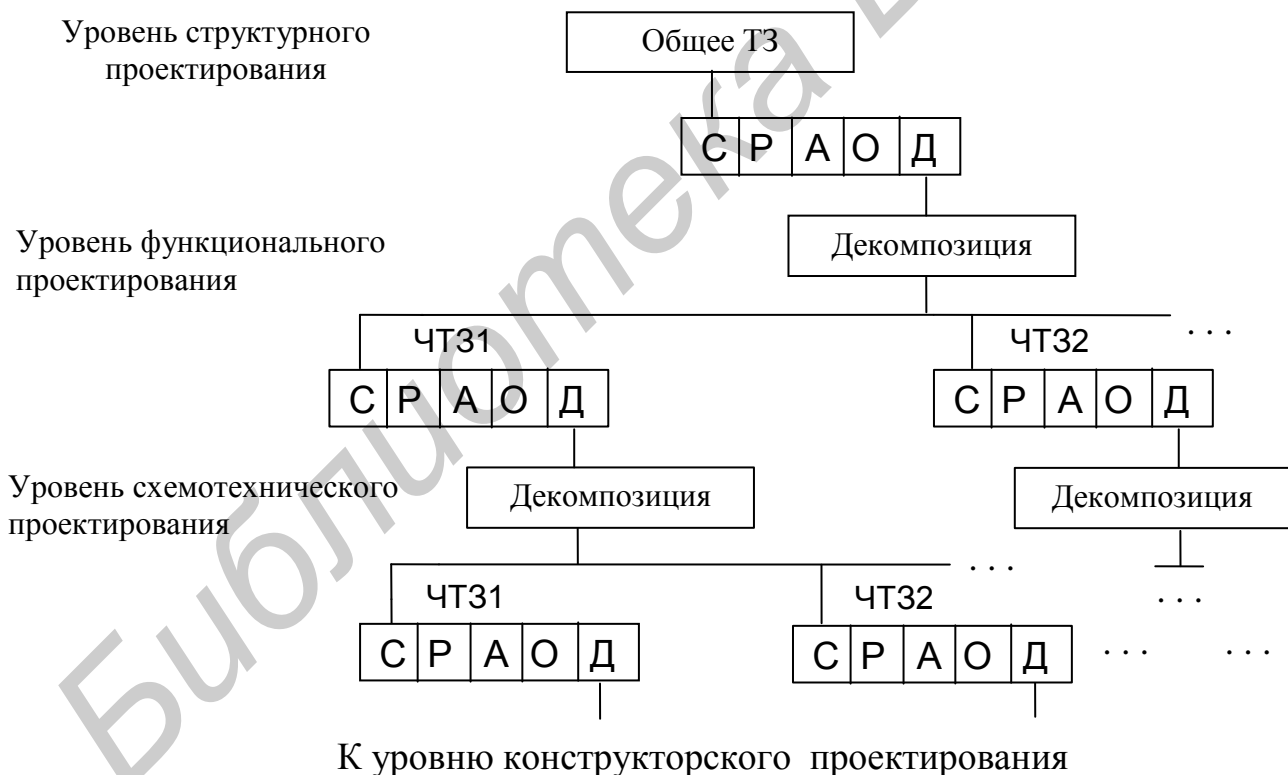 Уровень структурного
проектирования
Общее ТЗ
С Р А О Д
Уровень функционального
проектирования
Декомпозиция
ЧТЗ1
ЧТЗ2
. . .
С Р А О Д
С Р А О Д
Уровень схемотехнического
проектирования
Декомпозиция
Декомпозиция
. . .
ЧТЗ1
ЧТЗ2
. . .
С Р А О Д
С Р А О Д
. . .
. . .
К уровню конструкторского проектирования
Библиотека